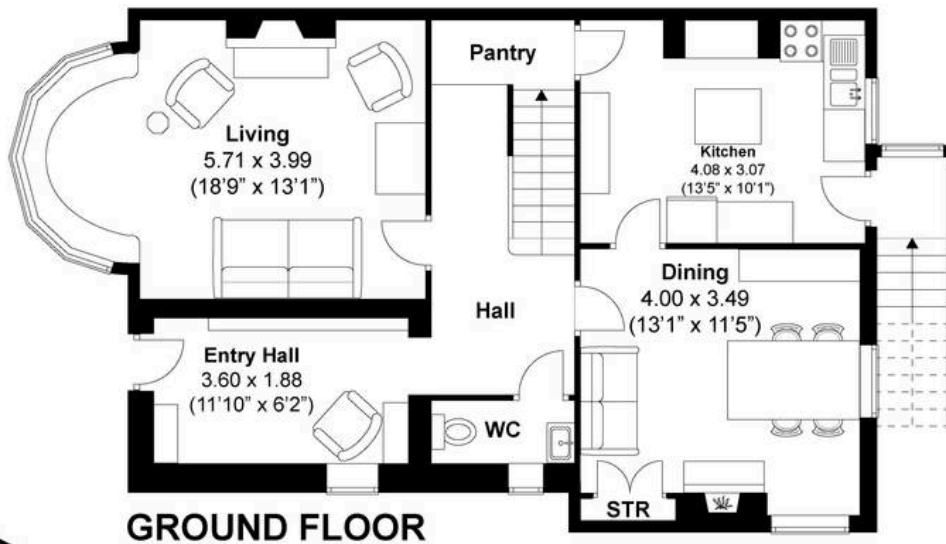 Pantry
Living
5.71 x 3.99
(18'9" x 13'1")
Kitchen
4.08 x 3.07
(13'5" x 10'1")
Hall
Dining
4.00 x 3.49
(13'1" x 11'5")
Entry Hall
3.60 x 1.88
(11'10" x 6'2")
WC
STR
GROUND FLOOR